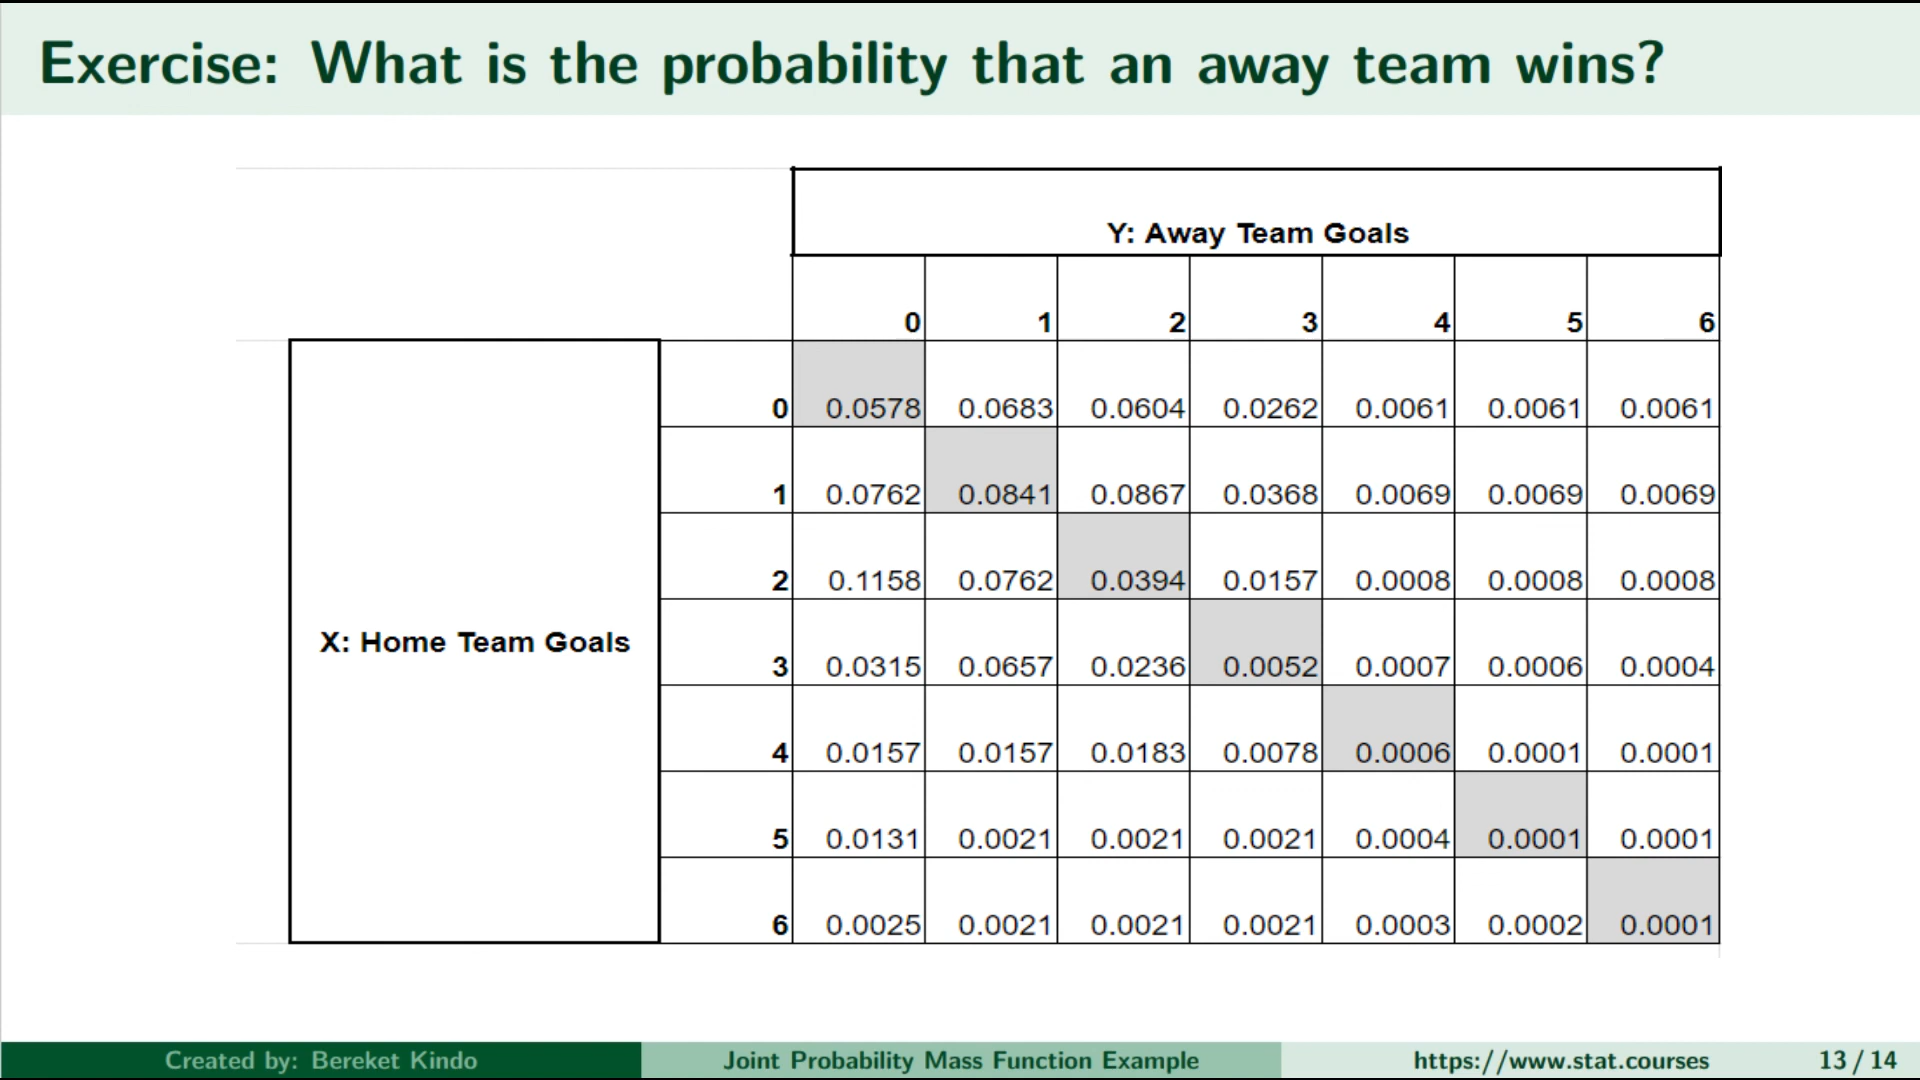 Exercise: What is the probability that an away team wins?
Y: Away Team Goals
0 1 2 3 4 5 6
X: Home Team Goals
0 0.0578 0.0683 0.0604 0.0262 0.0061 0.0061 0.0061
1 0.0762 0.0841 0.0867 0.0368 0.0069 0.0069 0.0069
2 0.1158 0.0762 0.0394 0.0157 0.0008 0.0008 0.0008
3 0.0315 0.0657 0.0236 0.0052 0.0007 0.0006 0.0004
4 0.0157 0.0157 0.0183 0.0078 0.0006 0.0001 0.0001
5 0.0131 0.0021 0.0021 0.0021 0.0004 0.0001 0.0001
6 0.0025 0.0021 0.0021 0.0021 0.0003 0.0002 0.0001
Created by: Bereket Kindo Joint Probability Mass Function Example https://www.stat.courses 13 / 14